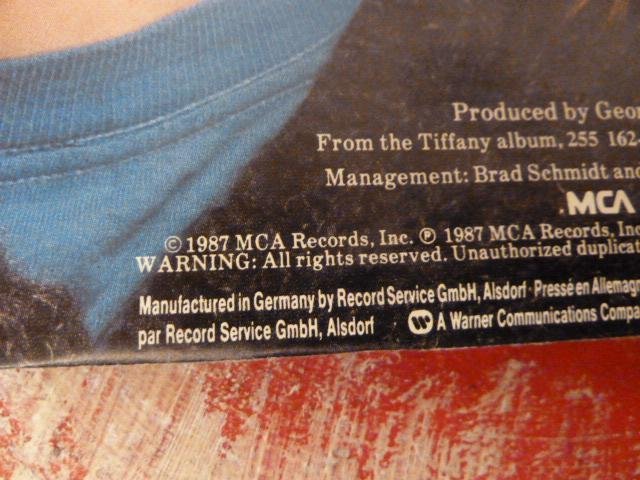 Produced by Geor
From the Tiffany album, 255 162-
Management: Brad Schmidt and
MCA
© 1987 MCA Records, Inc. ℗ 1987 MCA Records, Inc
WARNING: All rights reserved. Unauthorized duplicat
Manufactured in Germany by Record Service GmbH, Alsdorf · Pressé en Allemagn
par Record Service GmbH, Alsdorf A Warner Communications Compa